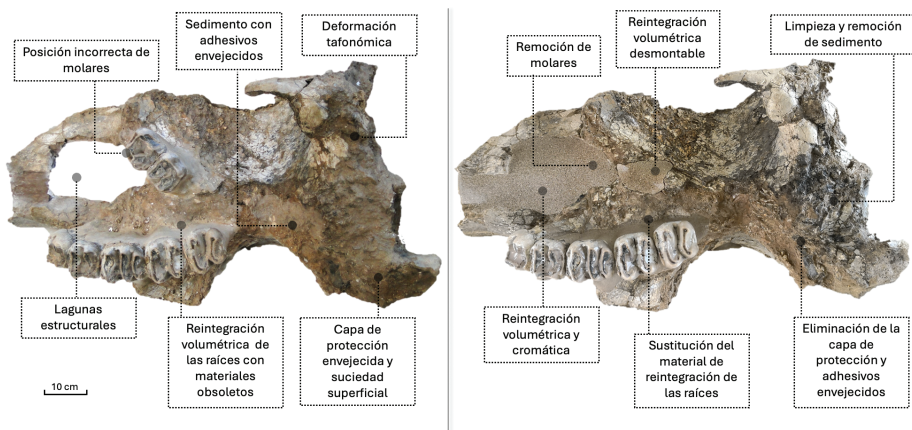 Posición incorrecta de
molares
Sedimento con
adhesivos
envejecidos
Deformación
tafonómica
Lagunas
estructurales
Reintegración
volumétrica de
las raíces con
materiales
obsoletos
Capa de
protección
envejecida y
suciedad
superficial
10 cm
Remoción de
molares
Reintegración
volumétrica
desmontable
Limpieza y remoción
de sedimento
Reintegración
volumétrica y
cromática
Sustitución del
material de
reintegración de
las raíces
Eliminación de la
capa de
protección y
adhesivos
envejecidos